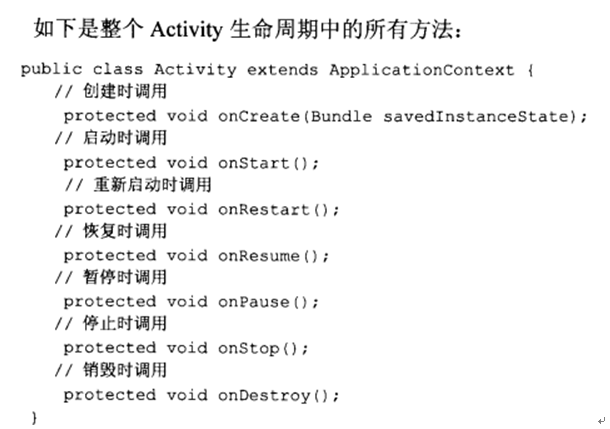 如下是整个 Activity 生命周期中的所有方法：
public class Activity extends ApplicationContext {
// 创建时调用
protected void onCreate(Bundle savedInstanceState);
// 启动时调用
protected void onStart();
// 重新启动时调用
protected void onRestart();
// 恢复时调用
protected void onResume();
// 暂停时调用
protected void onPause();
// 停止时调用
protected void onStop();
// 销毁时调用
protected void onDestroy();
}